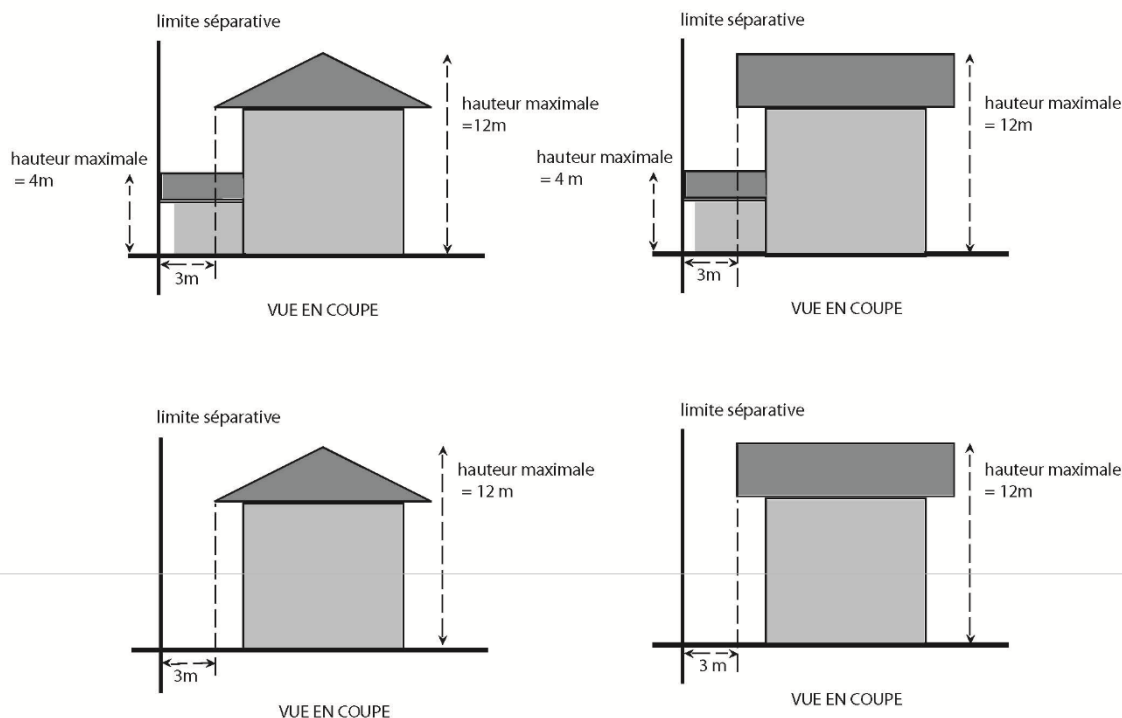 limite séparative
hauteur maximale
=12m
hauteur maximale
= 4m
3m
VUE EN COUPE
limite séparative
hauteur maximale
= 12m
hauteur maximale
= 4 m
3m
VUE EN COUPE
limite séparative
hauteur maximale
= 12 m
3m
VUE EN COUPE
limite séparative
hauteur maximale
= 12m
3 m
VUE EN COUPE